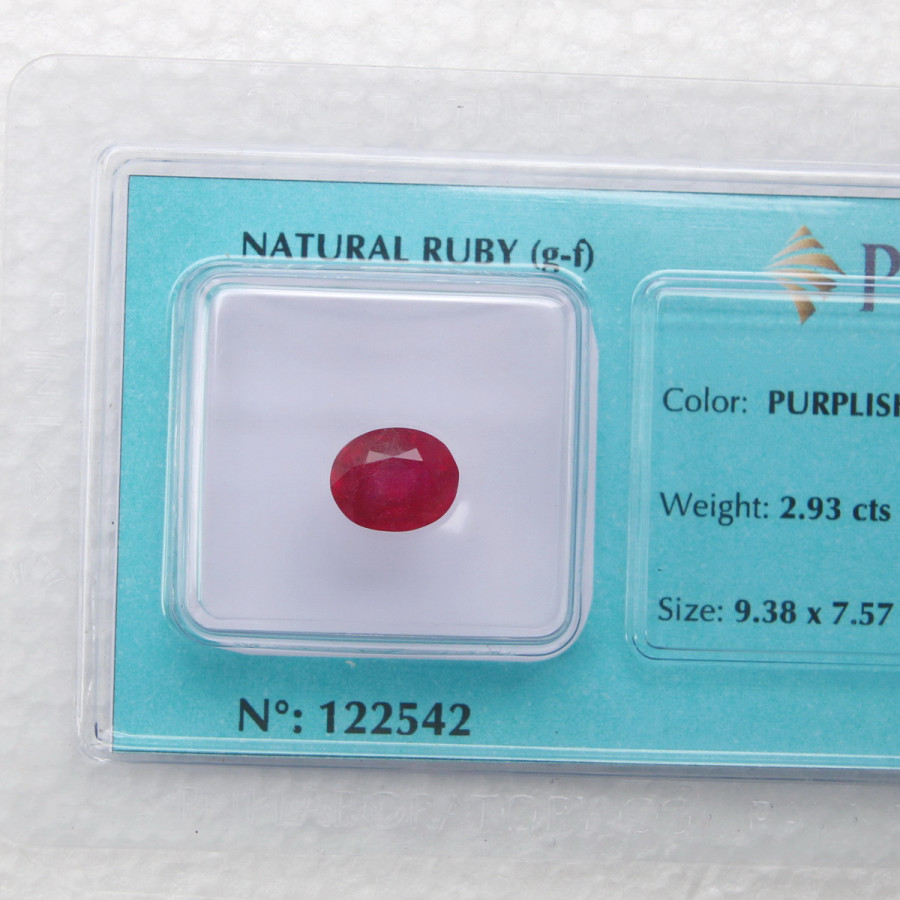 NATURAL RUBY (g-f)
P
Color: PURPLISH
Weight: 2.93 cts
Size: 9.38 x 7.57
N°: 122542